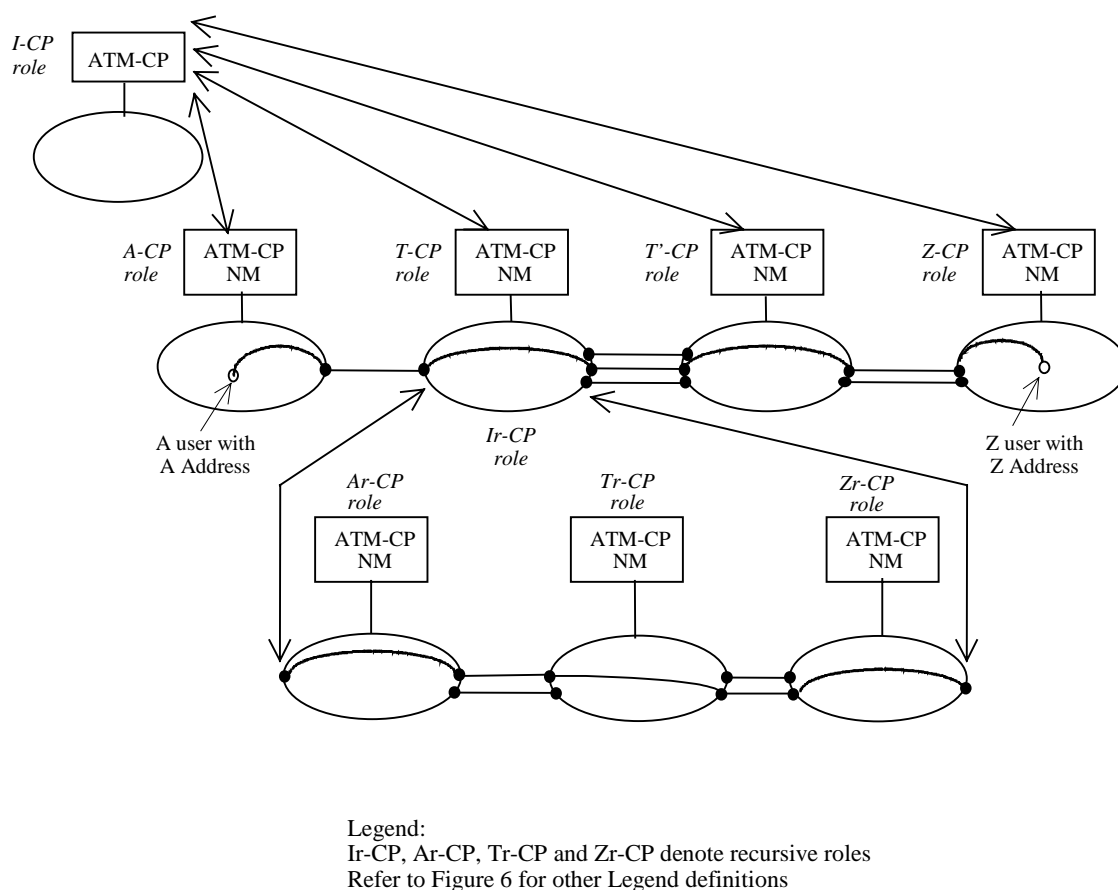 I-CP
role
ATM-CP
A-CP
role
ATM-CP
NM
T-CP
role
ATM-CP
NM
T’-CP
role
ATM-CP
NM
Z-CP
role
ATM-CP
NM
A user with
A Address
Ir-CP
role
Z user with
Z Address
Ar-CP
role
ATM-CP
NM
Tr-CP
role
ATM-CP
NM
Zr-CP
role
ATM-CP
NM
Legend:
Ir-CP, Ar-CP, Tr-CP and Zr-CP denote recursive roles
Refer to Figure 6 for other Legend definitions